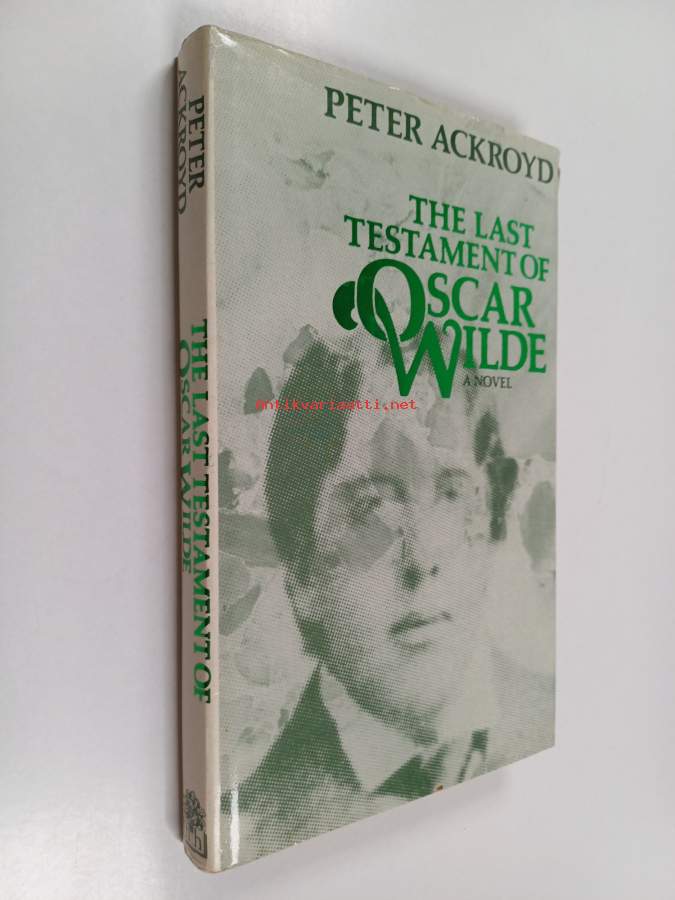 PETER ACKROYD
THE LAST
TESTAMENT OF
OSCAR
WILDE
A NOVEL
Antikvariaatti.net
PETER
ACKROYD
THE LAST TESTAMENT OF
OSCAR WILDE